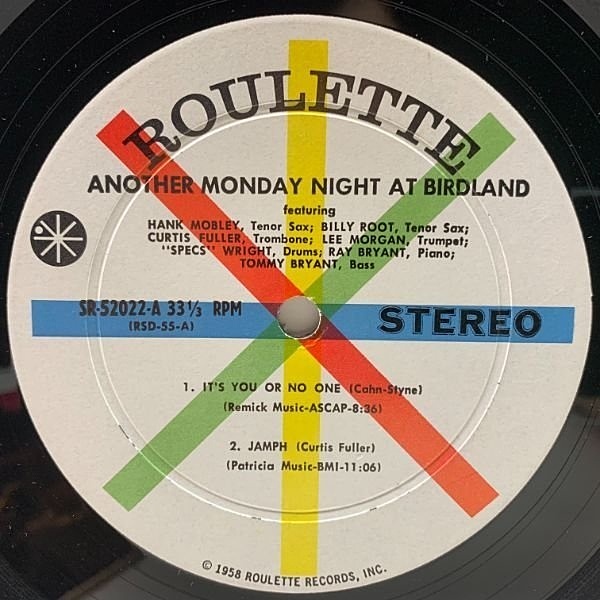 ROULETTE
ANOTHER MONDAY NIGHT AT BIRDLAND
featuring
HANK MOBLEY, Tenor Sax; BILLY ROOT, Tenor Sax;
CURTIS FULLER, Trombone; LEE MORGAN, Trumpet;
"SPECS" WRIGHT, Drums; RAY BRYANT, Piano;
TOMMY BRYANT, Bass
SR-52022-A 33 1/3 RPM
(RSD-55-A)
STEREO
1. IT'S YOU OR NO ONE (Cahn-Styne)
(Remick Music-ASCAP-8:36)
2. JAMPH (Curtis Fuller)
(Patricia Music-BMI-11:06)
© 1958 ROULETTE RECORDS, INC.